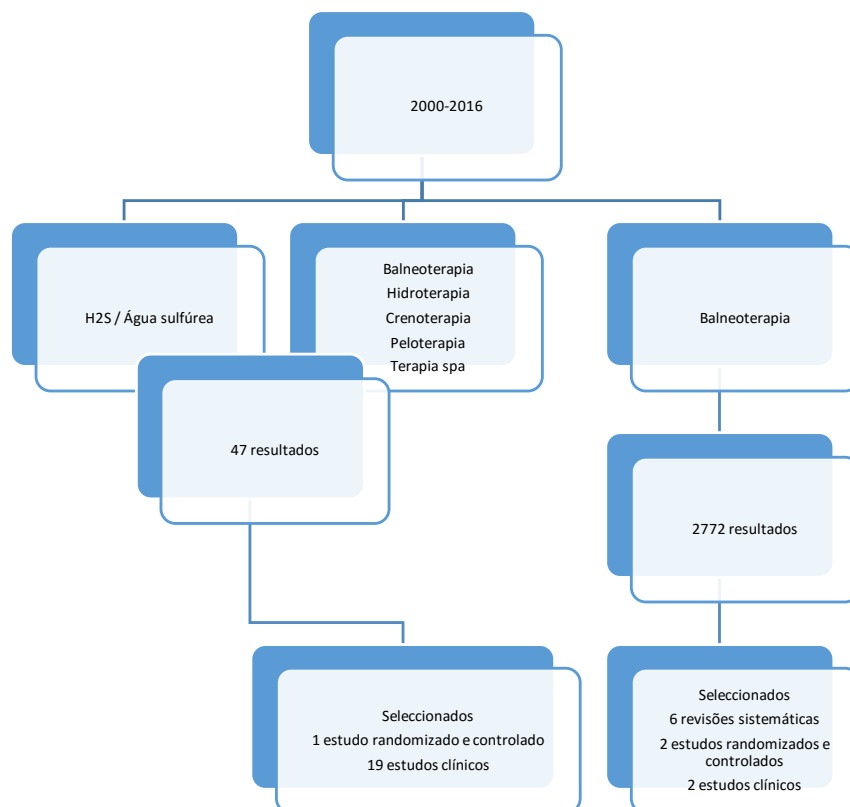 2000-2016
H2S / Água sulfúrea
Balneoterapia
Hidroterapia
Crenoterapia
Peloterapia
Terapia spa
Balneoterapia
47 resultados
2772 resultados
Seleccionados
1 estudo randomizado e controlado
19 estudos clínicos
Seleccionados
6 revisões sistemáticas
2 estudos randomizados e
controlados
2 estudos clínicos